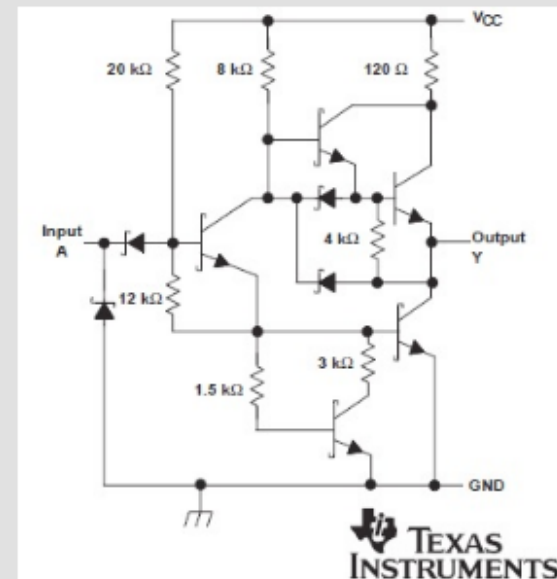 VCC
20 kΩ
8 kΩ
120 Ω
Input
A
4 kΩ
Output
Y
12 kΩ
3 kΩ
1.5 kΩ
GND
TEXAS
INSTRUMENTS